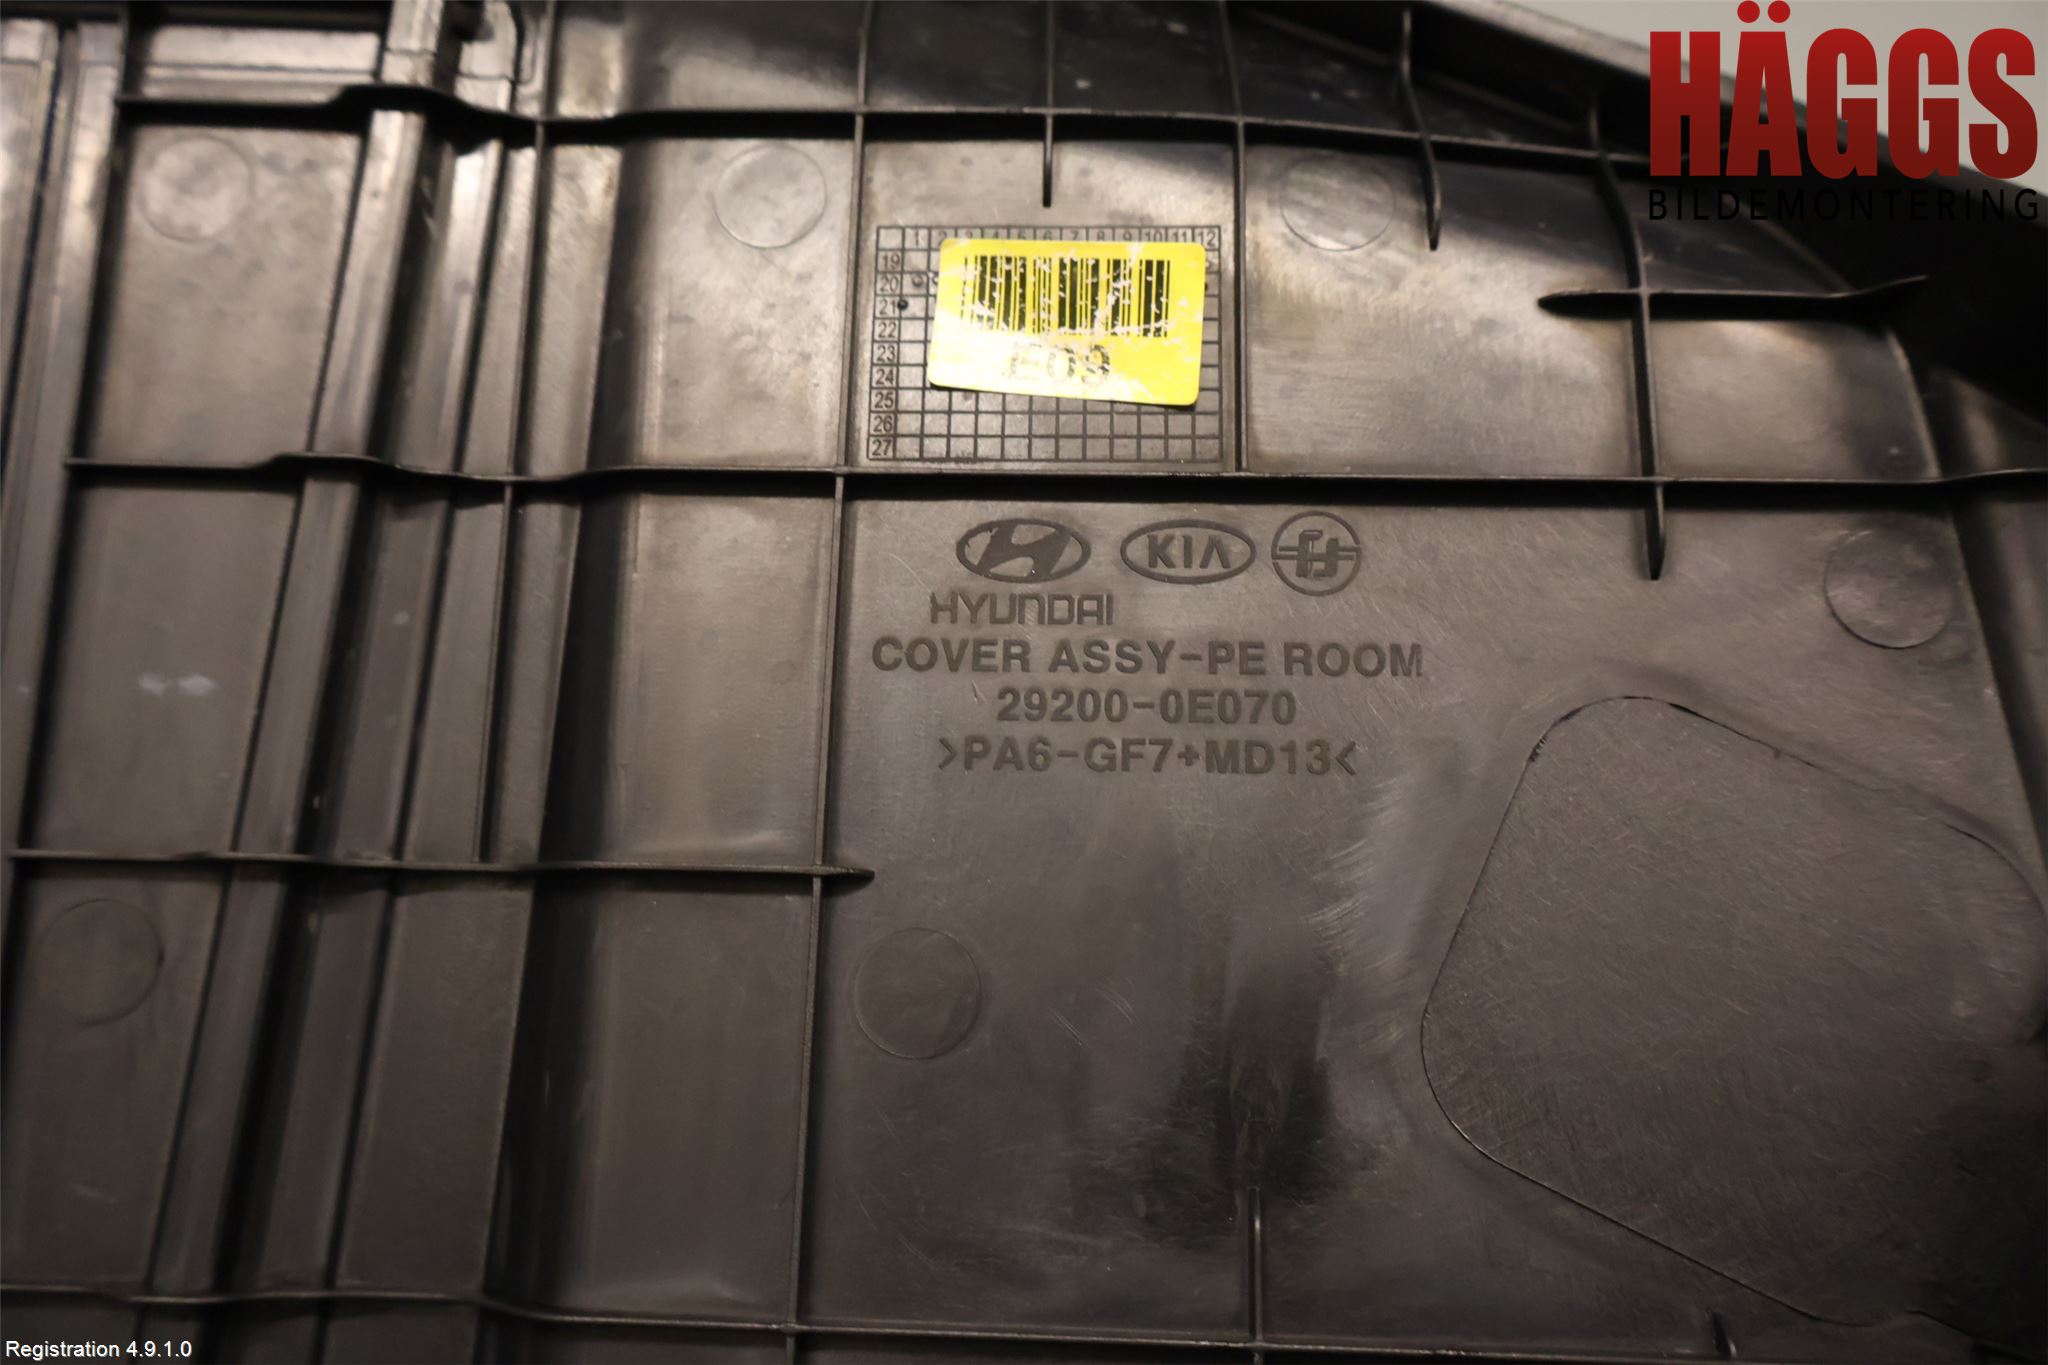 HÄGGS
BILDEMONTERING
1 2 3 4 5 6 7 8 9 10 11 12
19
20
21
22
23
24
25
26
27
E09
HYUNDAI
KIA
COVER ASSY-PE ROOM
29200-0E070
>PA6-GF7+MD13<
Registration 4.9.1.0